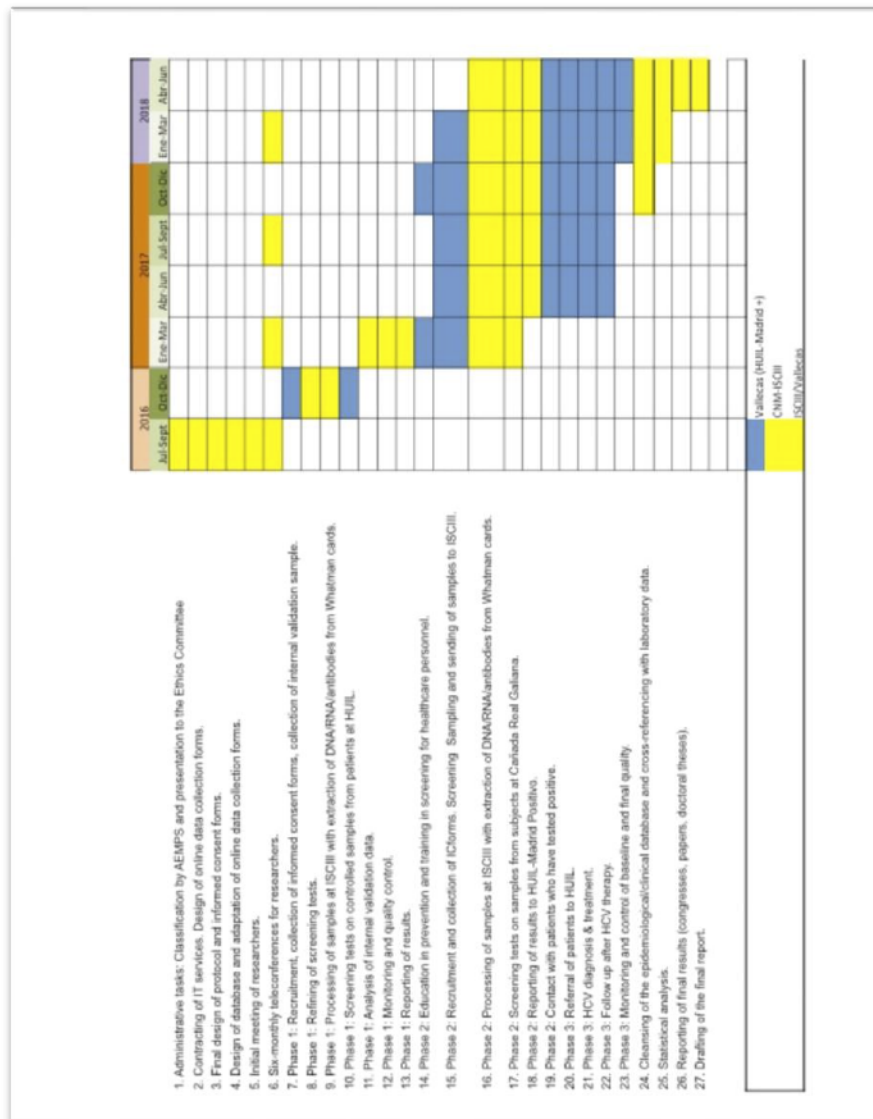 2016 2017 2018
Jul-Sept Oct-Dic Ene-Mar Abr-Jun Jul-Sept Oct-Dic Ene-Mar Abr-Jun
1. Administrative tasks: Classification by AEMPS and presentation to the Ethics Committee
2. Contracting of IT services. Design of online data collection forms.
3. Final design of protocol and informed consent forms.
4. Design of database and adaptation of online data collection forms.
5. Initial meeting of researchers.
6. Six-monthly teleconferences for researchers.
7. Phase 1: Recruitment, collection of informed consent forms, collection of internal validation sample.
8. Phase 1: Refining of screening tests.
9. Phase 1: Processing of samples at ISCIII with extraction of DNA/RNA/antibodies from Whatman cards.
10. Phase 1: Screening tests on controlled samples from patients at HUIL.
11. Phase 1: Analysis of internal validation data.
12. Phase 1: Monitoring and quality control.
13. Phase 1: Reporting of results.
14. Phase 2: Education in prevention and training in screening for healthcare personnel.
15. Phase 2: Recruitment and collection of ICforms. Screening Sampling and sending of samples to ISCIII.
16. Phase 2: Processing of samples at ISCIII with extraction of DNA/RNA/antibodies from Whatman cards.
17. Phase 2: Screening tests on samples from subjects at Cañada Real Galiana.
18. Phase 2: Reporting of results to HUIL-Madrid Positivo.
19. Phase 2: Contact with patients who have tested positive.
20. Phase 3: Referral of patients to HUIL.
21. Phase 3: HCV diagnosis & treatment.
22. Phase 3: Follow up after HCV therapy.
23. Phase 3: Monitoring and control of baseline and final quality.
24. Cleansing of the epidemiological/clinical database and cross-referencing with laboratory data.
25. Statistical analysis.
26. Reporting of final results (congresses, papers, doctoral theses).
27. Drafting of the final report.
Vallecas (HUIL-Madrid +)
CNM-ISCIII
ISCIII/Vallecas